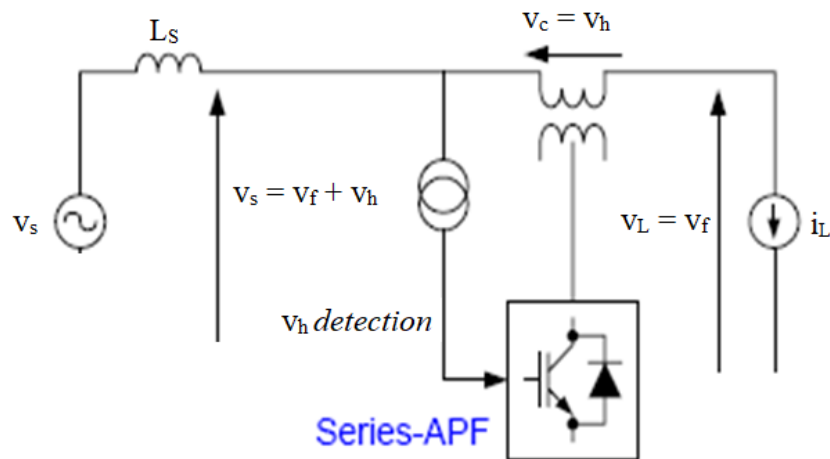 v_c = v_h
L_S
v_s = v_f + v_h
v_s
v_L = v_f
i_L
v_h detection
Series-APF